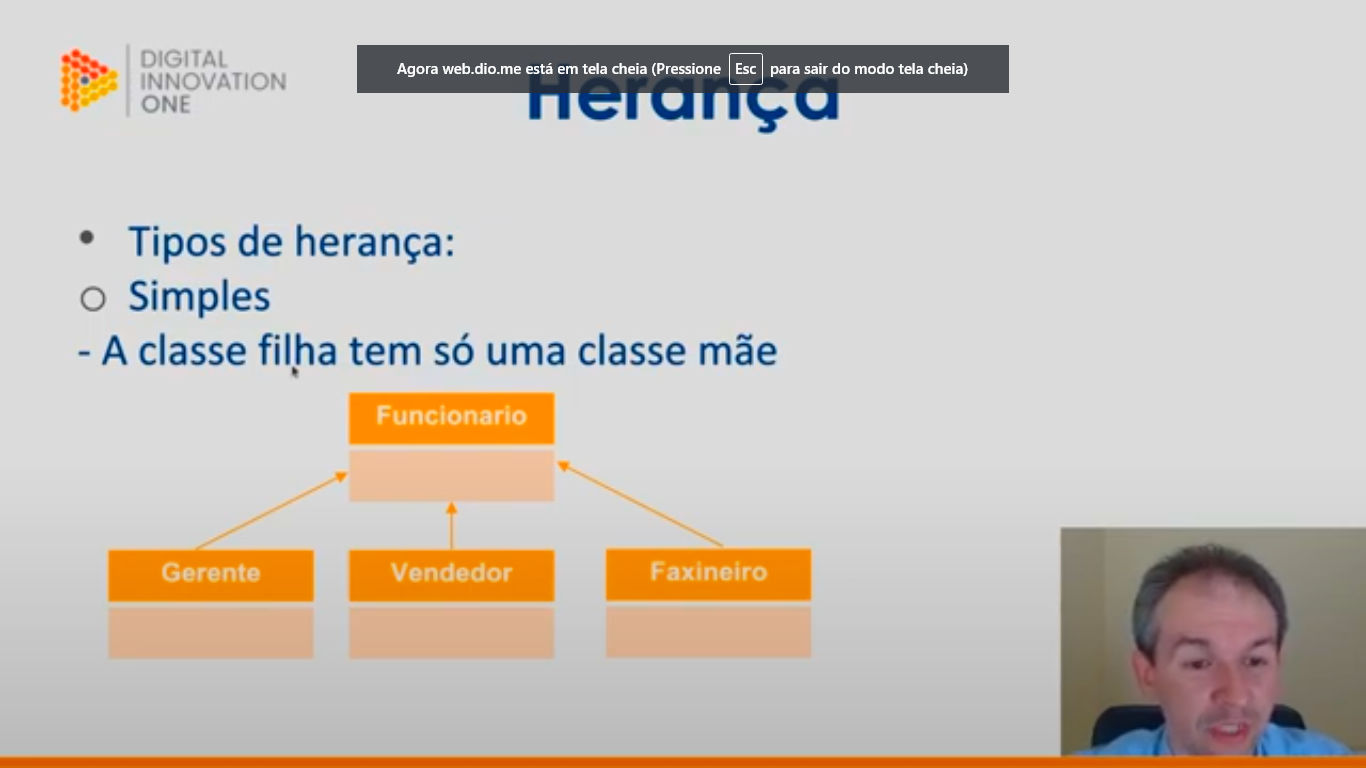 DIGITAL
INNOVATION
ONE
Agora web.dio.me está em tela cheia (Pressione Esc para sair do modo tela cheia)
Herança
Tipos de herança:
Simples
- A classe filha tem só uma classe mãe
Funcionario
Gerente
Vendedor
Faxineiro